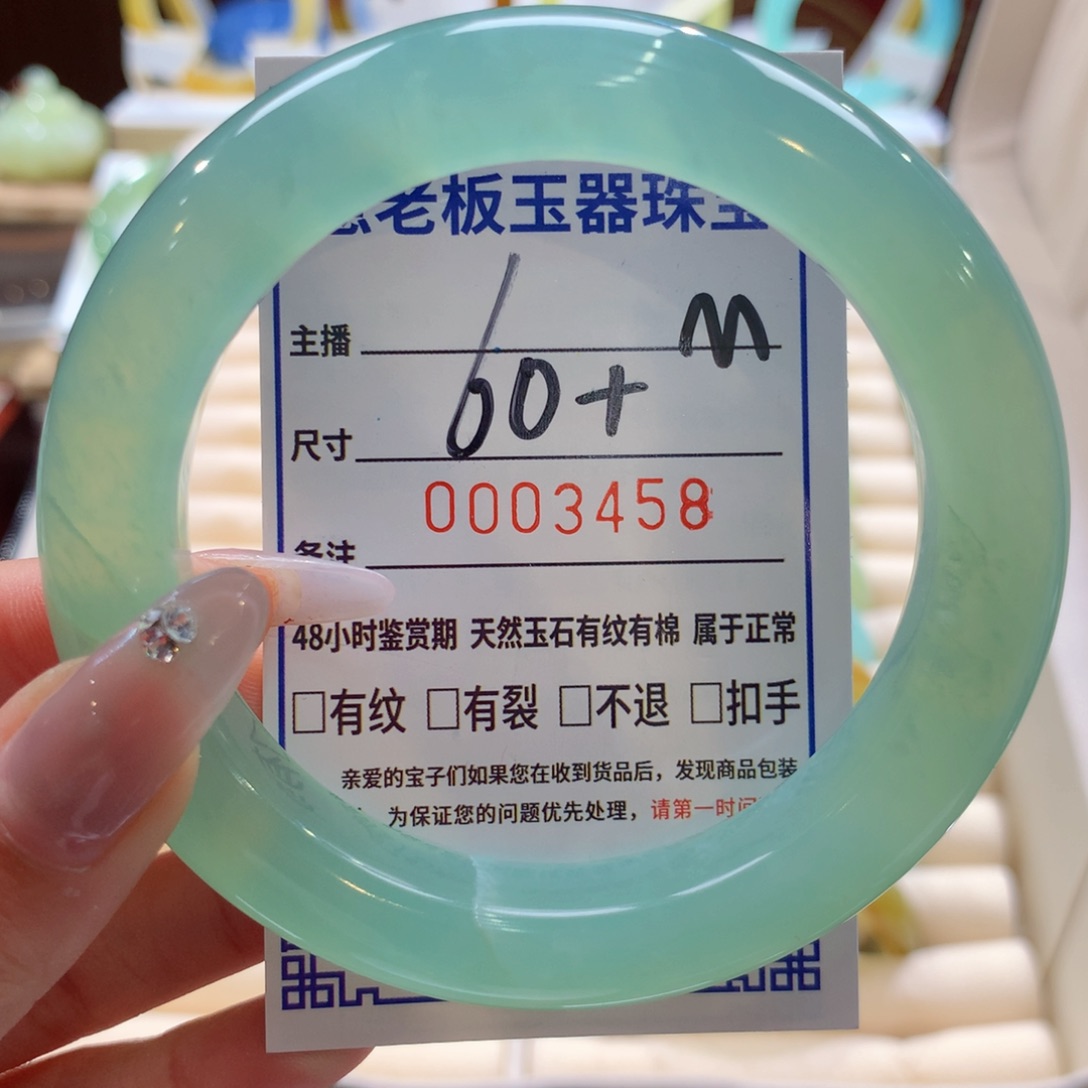 老板玉器珠宝
主播 M
尺寸 60+
0003458
备注
48小时鉴赏期 天然玉石有纹有棉 属于正常
□有纹 □有裂 □不退 □扣手
亲爱的宝子们如果您在收到货品后，发现商品包装
为保证您的问题优先处理，请第一时间